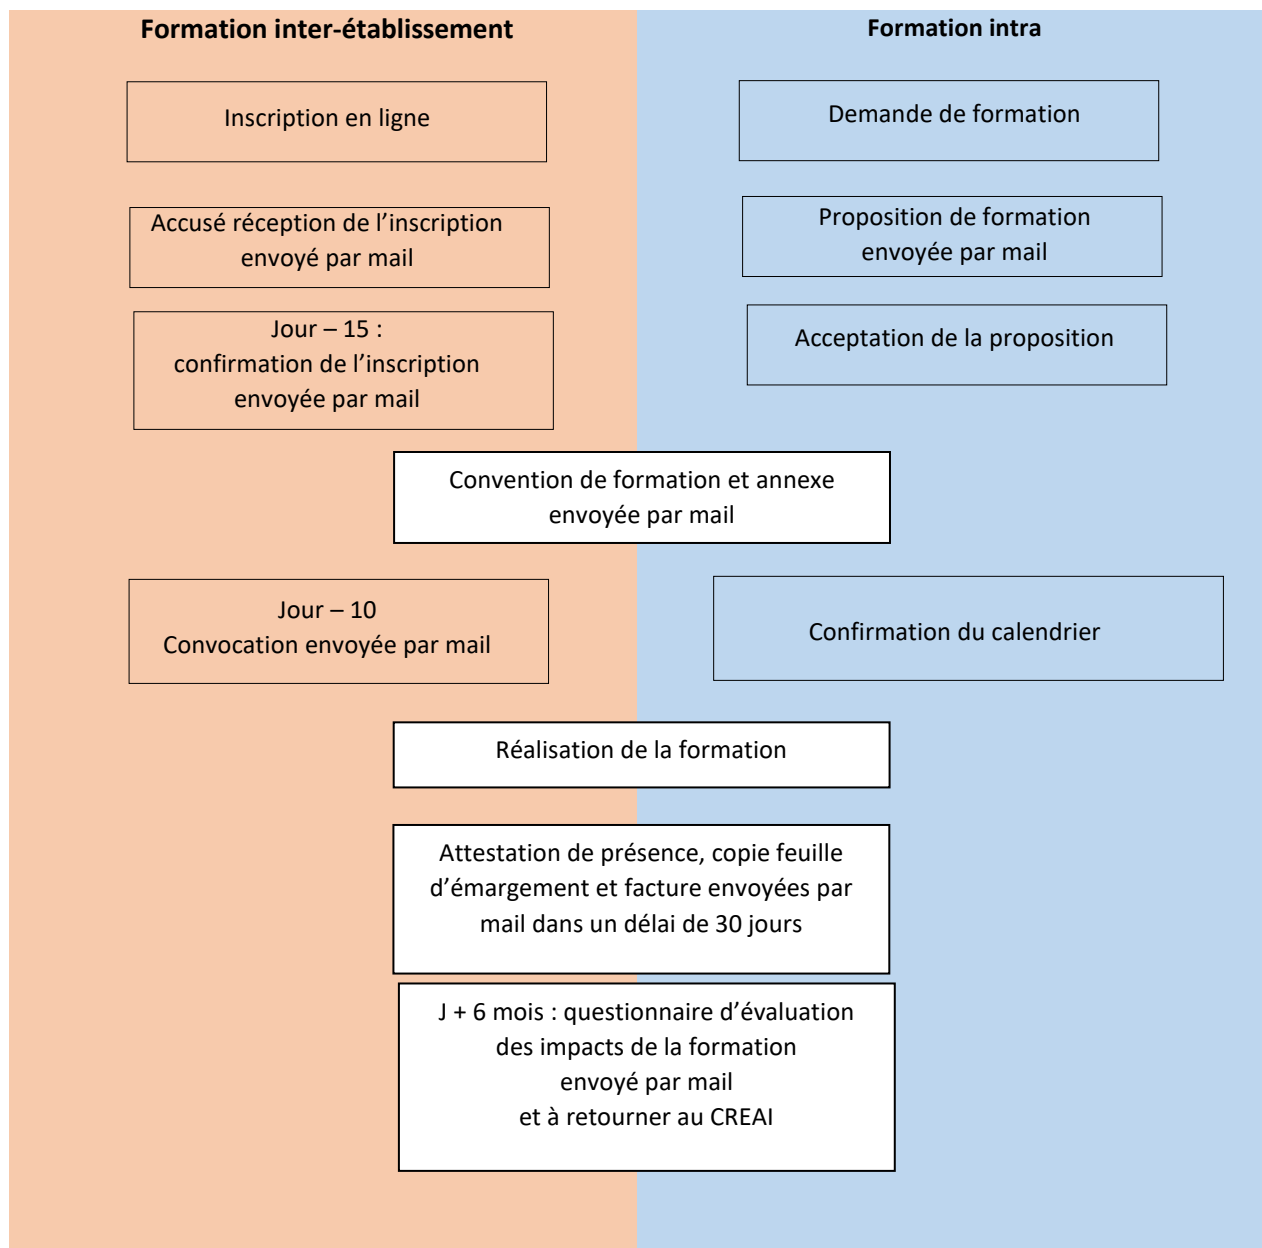 Formation inter-établissement
Formation intra
Inscription en ligne
Demande de formation
Accusé réception de l’inscription
envoyé par mail
Proposition de formation
envoyée par mail
Jour – 15 :
confirmation de l’inscription
envoyée par mail
Acceptation de la proposition
Convention de formation et annexe
envoyée par mail
Jour – 10
Convocation envoyée par mail
Confirmation du calendrier
Réalisation de la formation
Attestation de présence, copie feuille
d’émargement et facture envoyées par
mail dans un délai de 30 jours
J + 6 mois : questionnaire d’évaluation
des impacts de la formation
envoyé par mail
et à retourner au CREAI